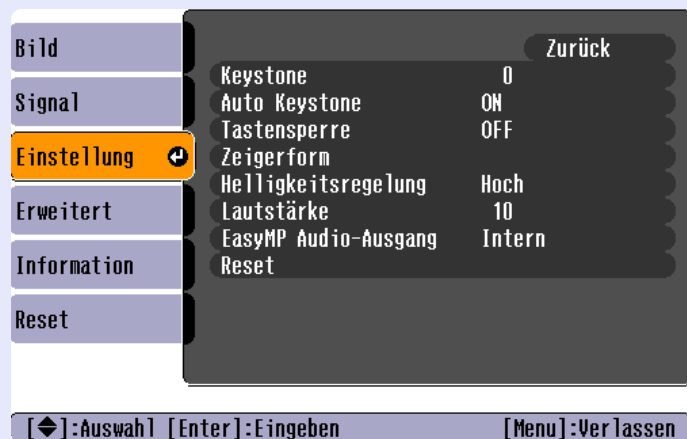 Bild
Signal
Einstellung
Erweitert
Information
Reset
Zurück
Keystone 0
Auto Keystone ON
Tastensperre OFF
Zeigerform
Helligkeitsregelung Hoch
Lautstärke 10
EasyMP Audio-Ausgang Intern
Reset
[◆]:Auswahl [Enter]:Eingeben [Menu]:Verlassen